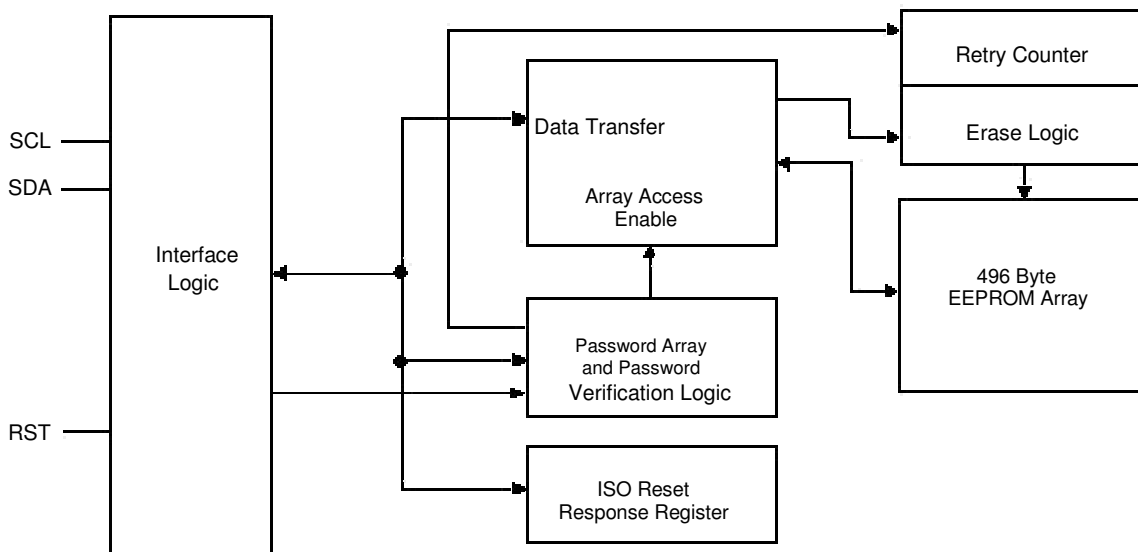 SCL
SDA
RST
Interface
Logic
Data Transfer
Array Access
Enable
Password Array
and Password
Verification Logic
ISO Reset
Response Register
Retry Counter
Erase Logic
496 Byte
EEPROM Array